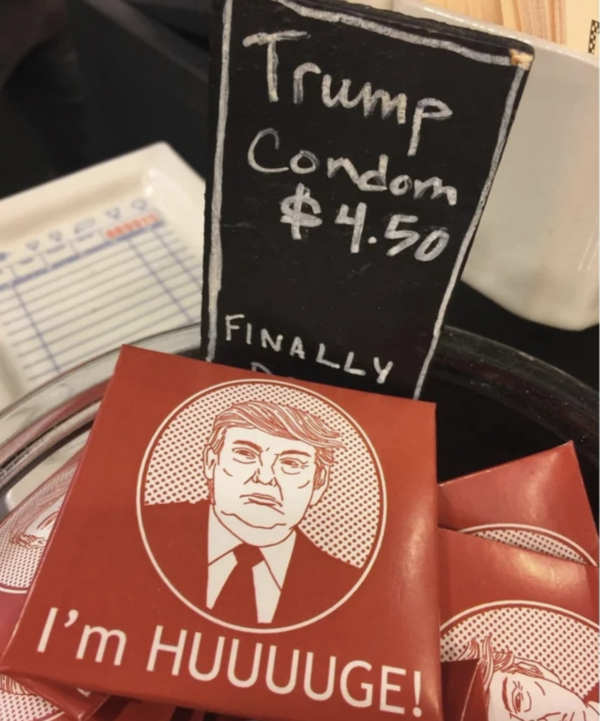 Trump
Condom
$4.50
FINALLY
I'm HUUUUGE!